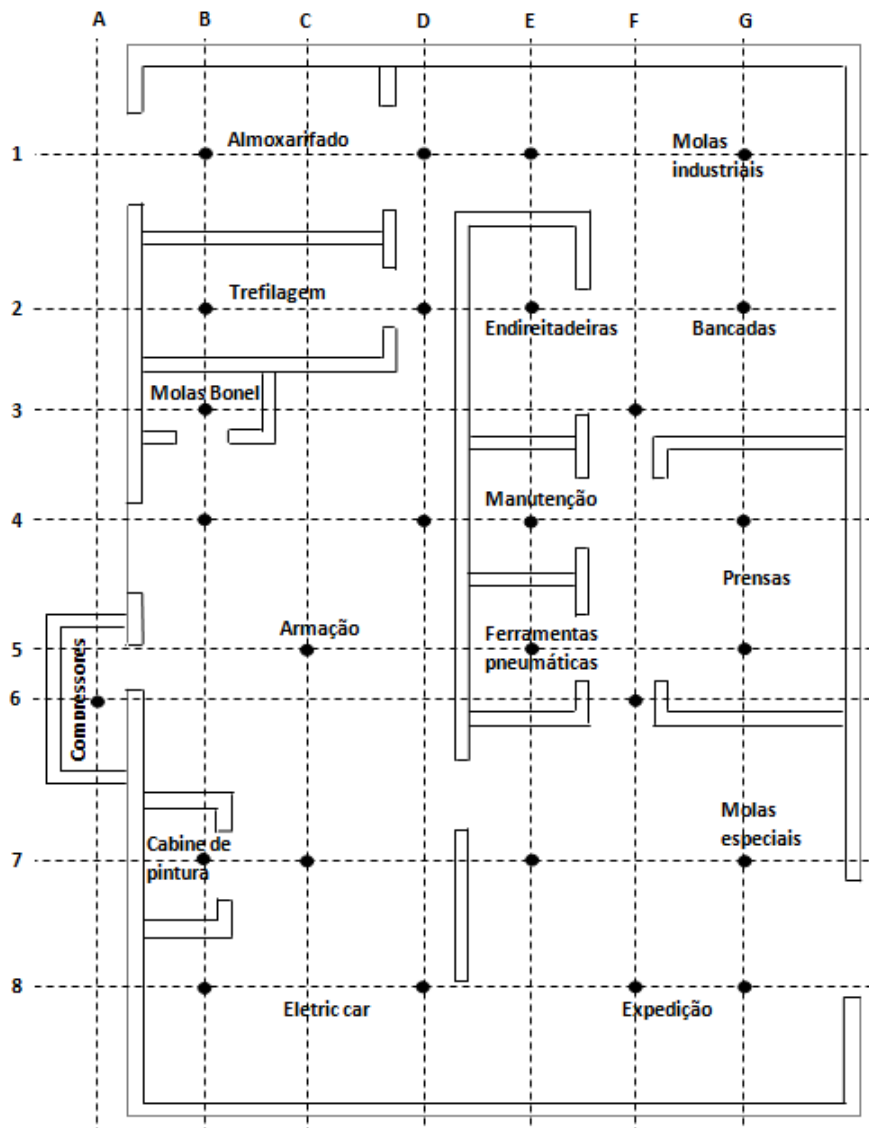 A B C D E F G
1
Almoxarifado
Molas
industriais
2
Trefilagem
Endireitadeiras
Bancadas
3
Molas Bonel
4
Manutenção
Prensas
5
Armação
Ferramentas
pneumáticas
6
Compressores
7
Cabine de
pintura
Molas
especiais
8
Eletric car
Expedição